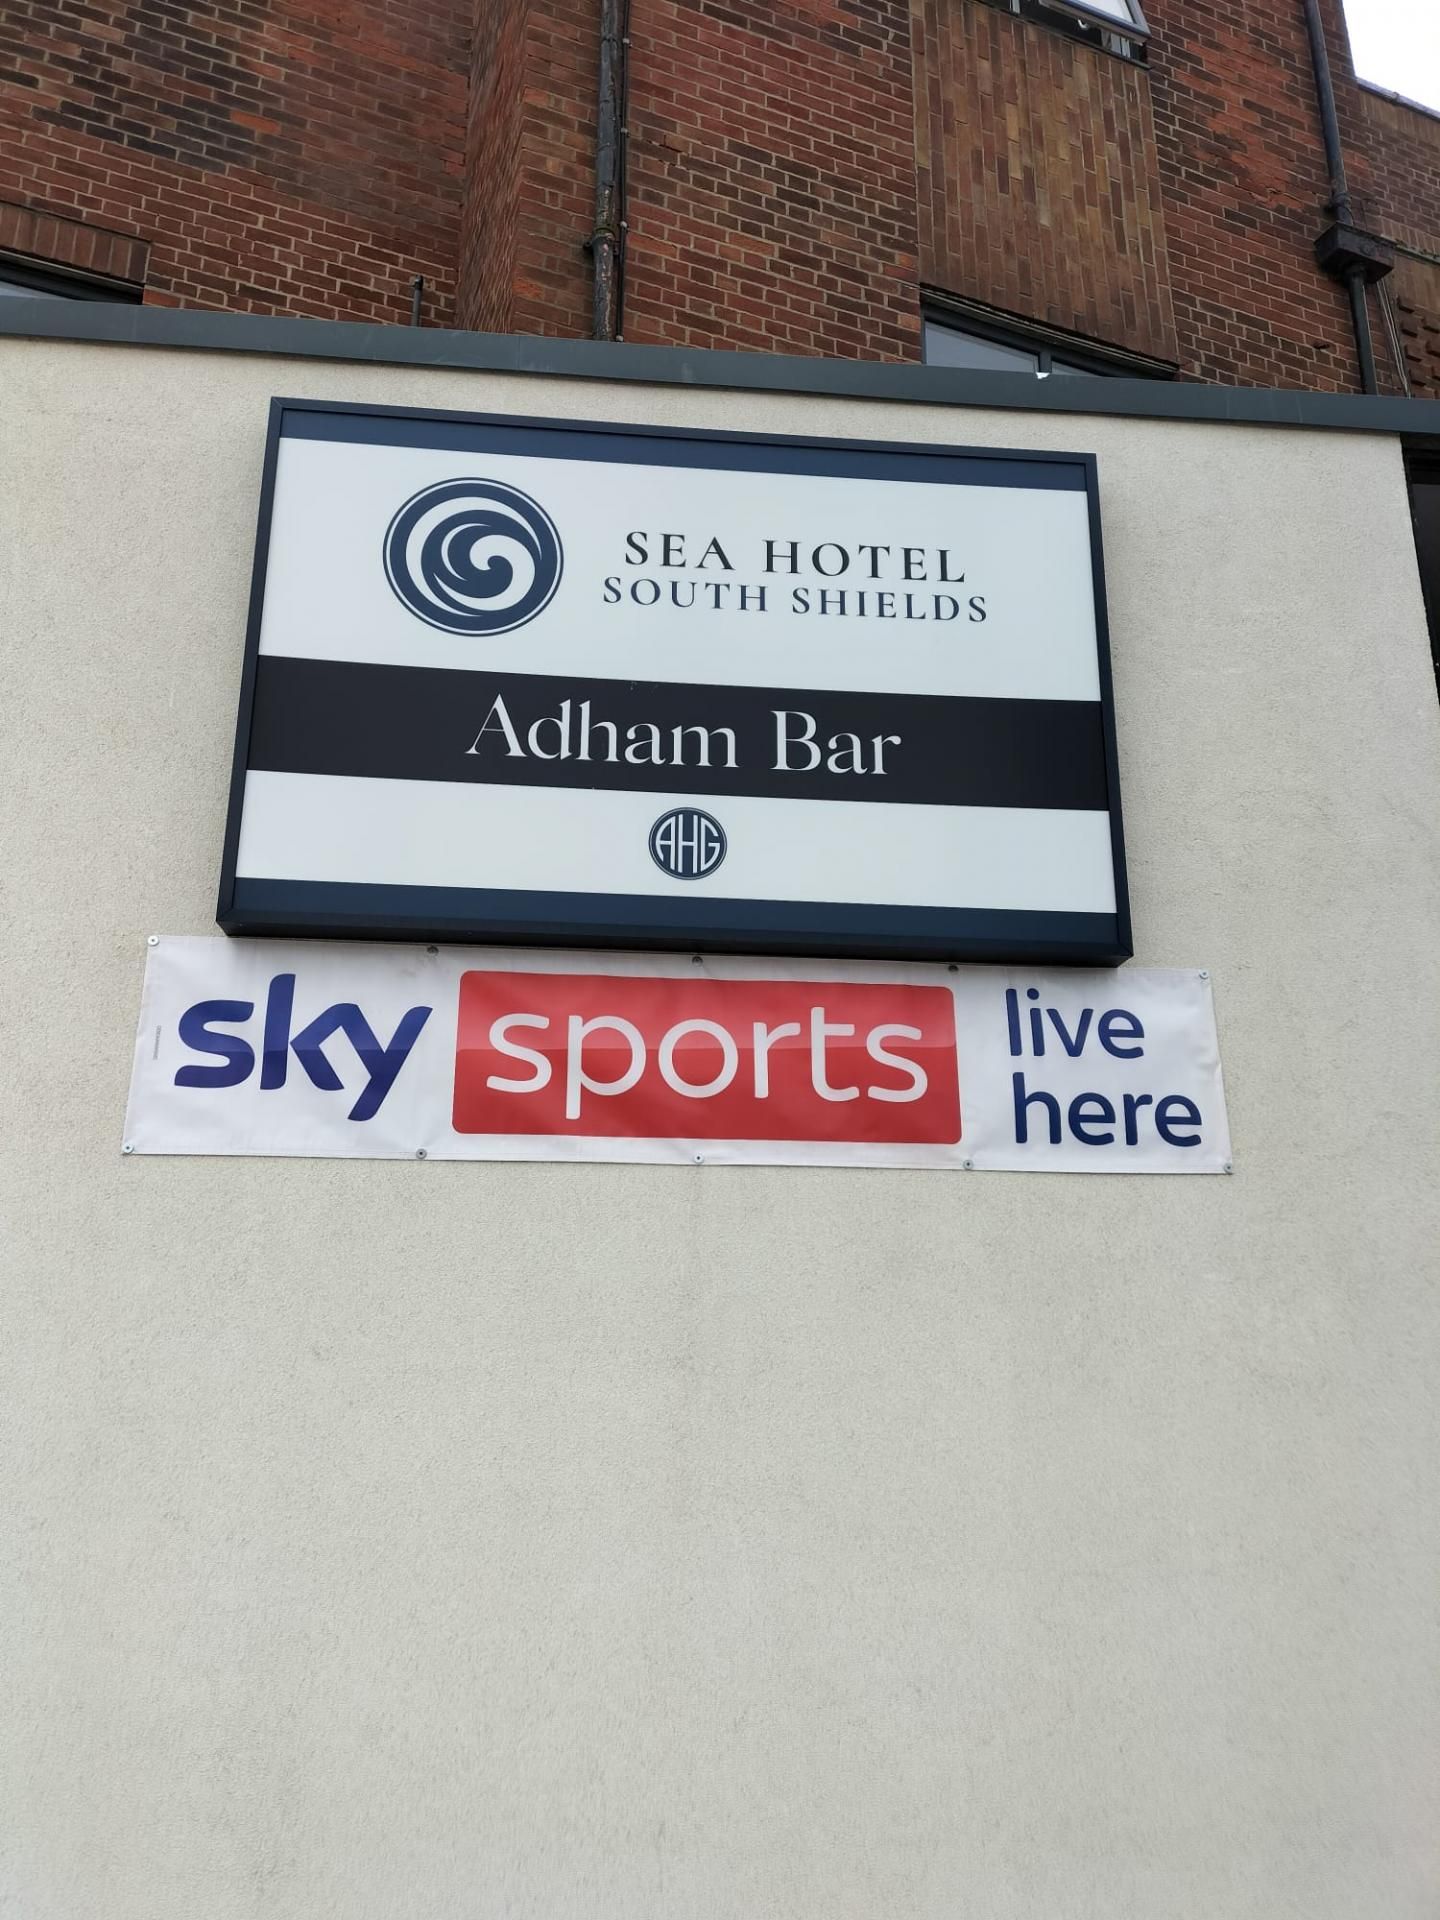 SEA HOTEL
SOUTH SHIELDS
Adham Bar
AHG
sky sports live
here